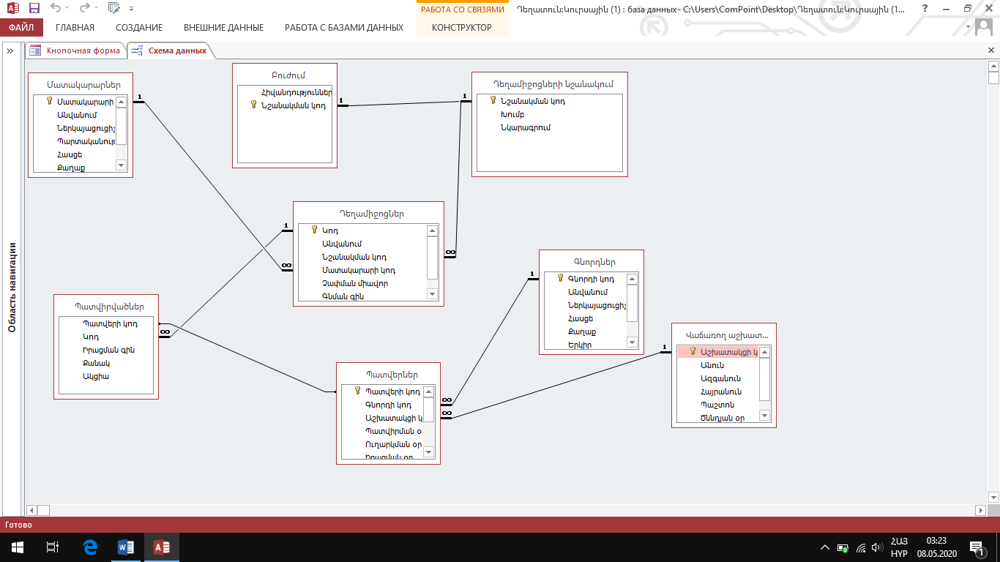 РАБОТА СО СВЯЗЯМИ
Դեղատուն:Կուրսային (1) : база данных - C:\Users\ComPoint\Desktop\Դեղատուն:Կուրսային (1...
ФАЙЛ ГЛАВНАЯ СОЗДАНИЕ ВНЕШНИЕ ДАННЫЕ РАБОТА С БАЗАМИ ДАННЫХ КОНСТРУКТОР
Кнопочная форма
Схема данных
Область навигации
Մատակարարներ
Մատակարարի
Անվանում
Ներկայացուցիչ
Պարտականութ
Հասցե
Քաղաք
Բուժում
Հիվանդություններ
Նշանակման կոդ
Դեղամիջոցների նշանակում
Նշանակման կոդ
Խումբ
Նկարագրում
1
1
1
Դեղամիջոցներ
Կոդ
Անվանում
Նշանակման կոդ
Մատակարարի կոդ
Չափման միավոր
Գնման գին
1
∞
∞
Գնորդներ
Գնորդի կոդ
Անվանում
Ներկայացուցիչ
Հասցե
Քաղաք
Երկիր
1
Պատվիրվածներ
Պատվերի կոդ
Կոդ
Իրացման գին
Քանակ
Ակցիա
∞
Վաճառող աշխատ...
Աշխատակցի կ
Անուն
Ազգանուն
Հայրանուն
Պաշտոն
Ծննդյան օր
1
Պատվերներ
Պատվերի կոդ
Գնորդի կոդ
Աշխատակցի կ
Պատվիրման օր
Ուղարկման օր
Իրացման օր
∞
∞
Готово
ՀԱՅ
HYP
03:23
08.05.2020
1